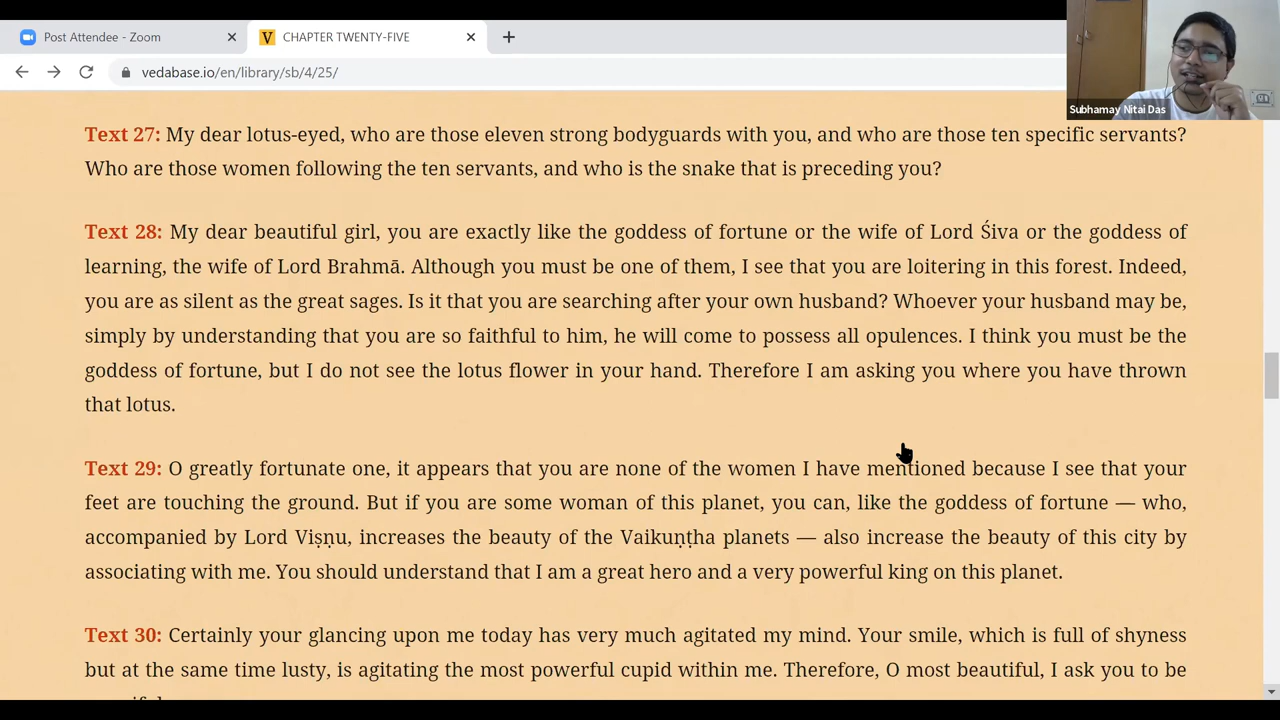 Post Attendee - Zoom
CHAPTER TWENTY-FIVE
vedabase.io/en/library/sb/4/25/
Subhamay Nitai Das
Text 27: My dear lotus-eyed, who are those eleven strong bodyguards with you, and who are those ten specific servants?
Who are those women following the ten servants, and who is the snake that is preceding you?
Text 28: My dear beautiful girl, you are exactly like the goddess of fortune or the wife of Lord Śiva or the goddess of
learning, the wife of Lord Brahmā. Although you must be one of them, I see that you are loitering in this forest. Indeed,
you are as silent as the great sages. Is it that you are searching after your own husband? Whoever your husband may be,
simply by understanding that you are so faithful to him, he will come to possess all opulences. I think you must be the
goddess of fortune, but I do not see the lotus flower in your hand. Therefore I am asking you where you have thrown
that lotus.
Text 29: O greatly fortunate one, it appears that you are none of the women I have mentioned because I see that your
feet are touching the ground. But if you are some woman of this planet, you can, like the goddess of fortune — who,
accompanied by Lord Viṣṇu, increases the beauty of the Vaikuṇṭha planets — also increase the beauty of this city by
associating with me. You should understand that I am a great hero and a very powerful king on this planet.
Text 30: Certainly your glancing upon me today has very much agitated my mind. Your smile, which is full of shyness
but at the same time lusty, is agitating the most powerful cupid within me. Therefore, O most beautiful, I ask you to be